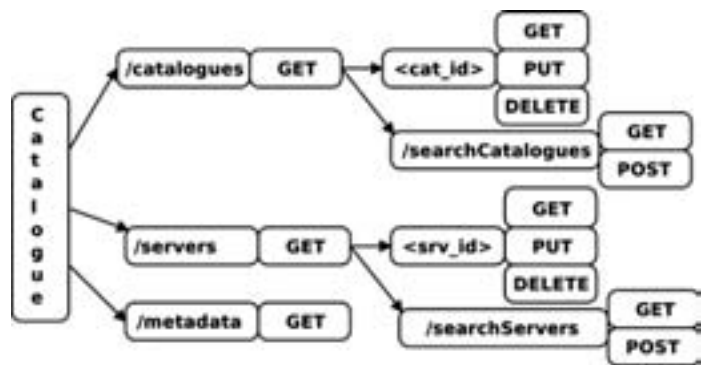 Catalogue
/catalogues GET
<cat_id> GET
PUT
DELETE
/searchCatalogues GET
POST
/servers GET
<srv_id> GET
PUT
DELETE
/searchServers GET
POST
/metadata GET